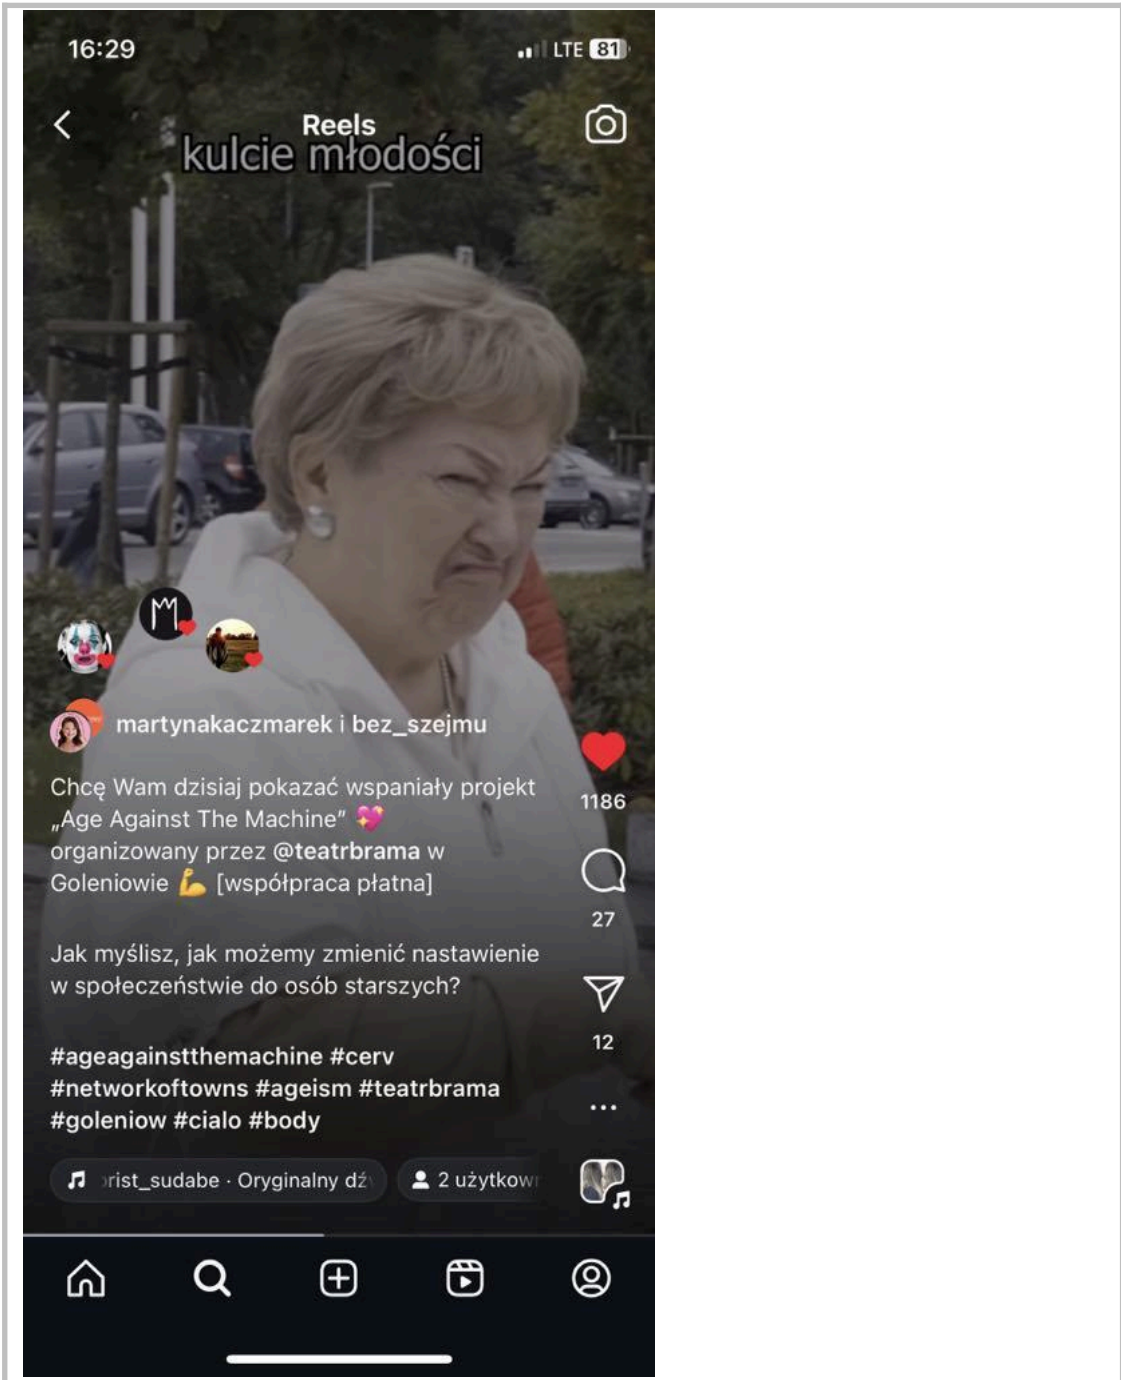 16:29
LTE 81
Reels
kulcie młodości
martynakaczmarek i bez_szejmu
Chcę Wam dzisiaj pokazać wspaniały projekt
„Age Against The Machine” 💖
organizowany przez @teatrbrama w
Goleniowie 💪 [współpraca płatna]
1186
27
Jak myślisz, jak możemy zmienić nastawienie
w społeczeństwie do osób starszych?
12
#ageagainstthemachine #cerv
#networkoftowns #ageism #teatrbrama
#goleniow #cialo #body
rist_sudabe · Oryginalny dź
2 użytkow